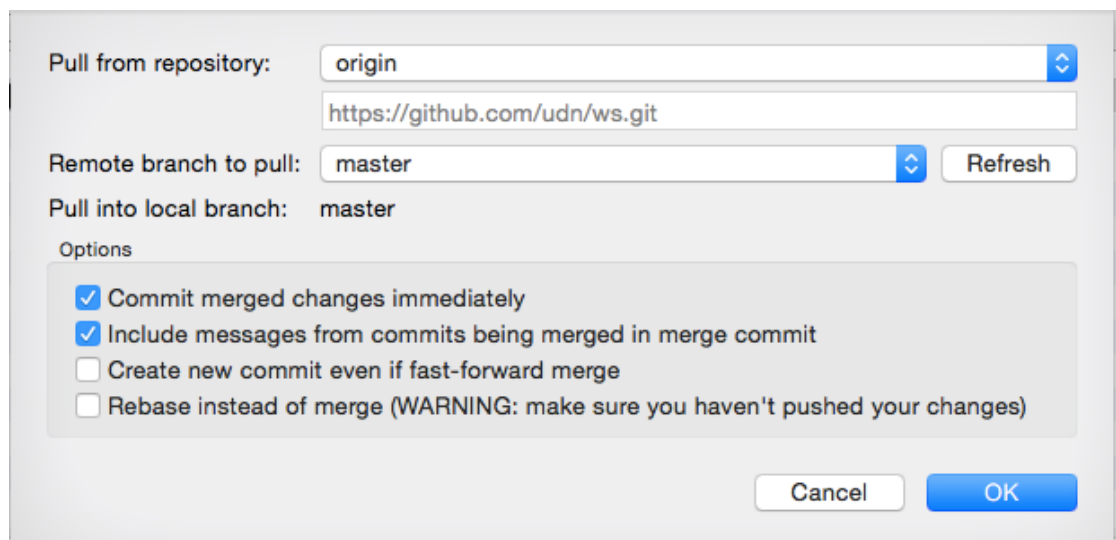 Pull from repository: origin
https://github.com/udn/ws.git
Remote branch to pull: master Refresh
Pull into local branch: master
Options
Commit merged changes immediately
Include messages from commits being merged in merge commit
Create new commit even if fast-forward merge
Rebase instead of merge (WARNING: make sure you haven't pushed your changes)
Cancel OK